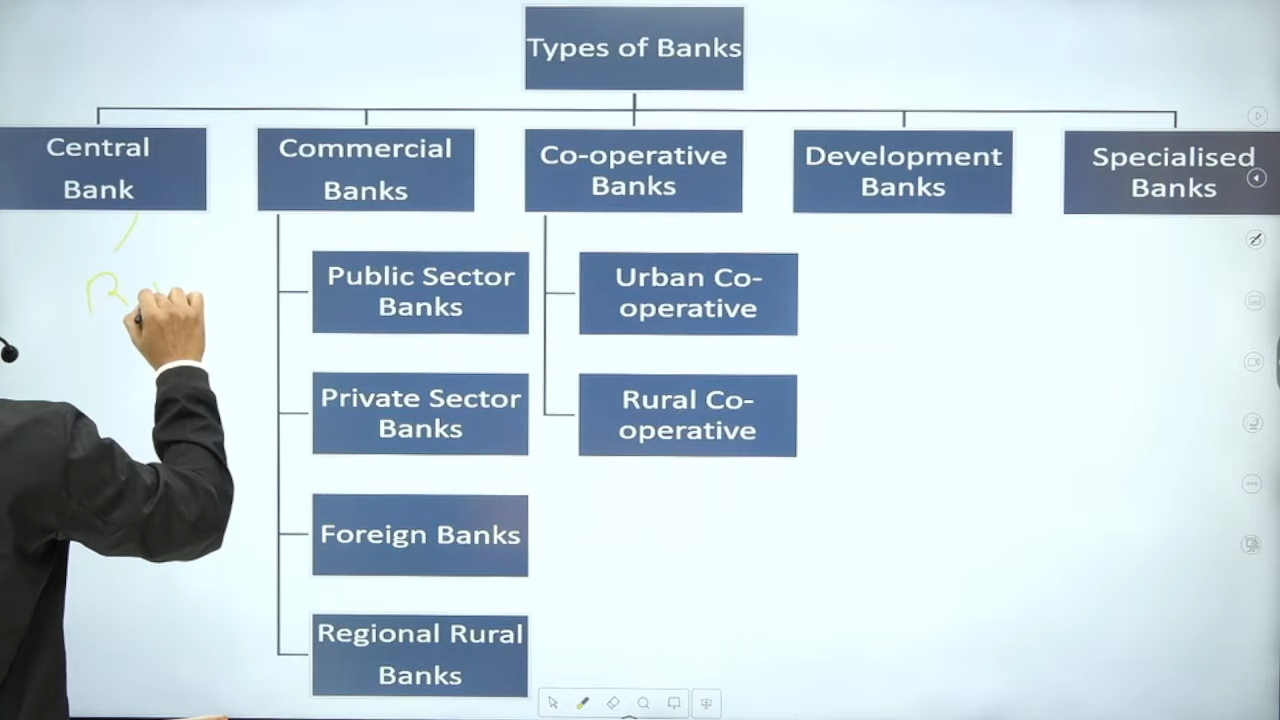 Types of Banks
Central
Bank
Commercial
Banks
Co-operative
Banks
Development
Banks
Specialised
Banks
Public Sector
Banks
Urban Co-
operative
Private Sector
Banks
Rural Co-
operative
Foreign Banks
Regional Rural
Banks